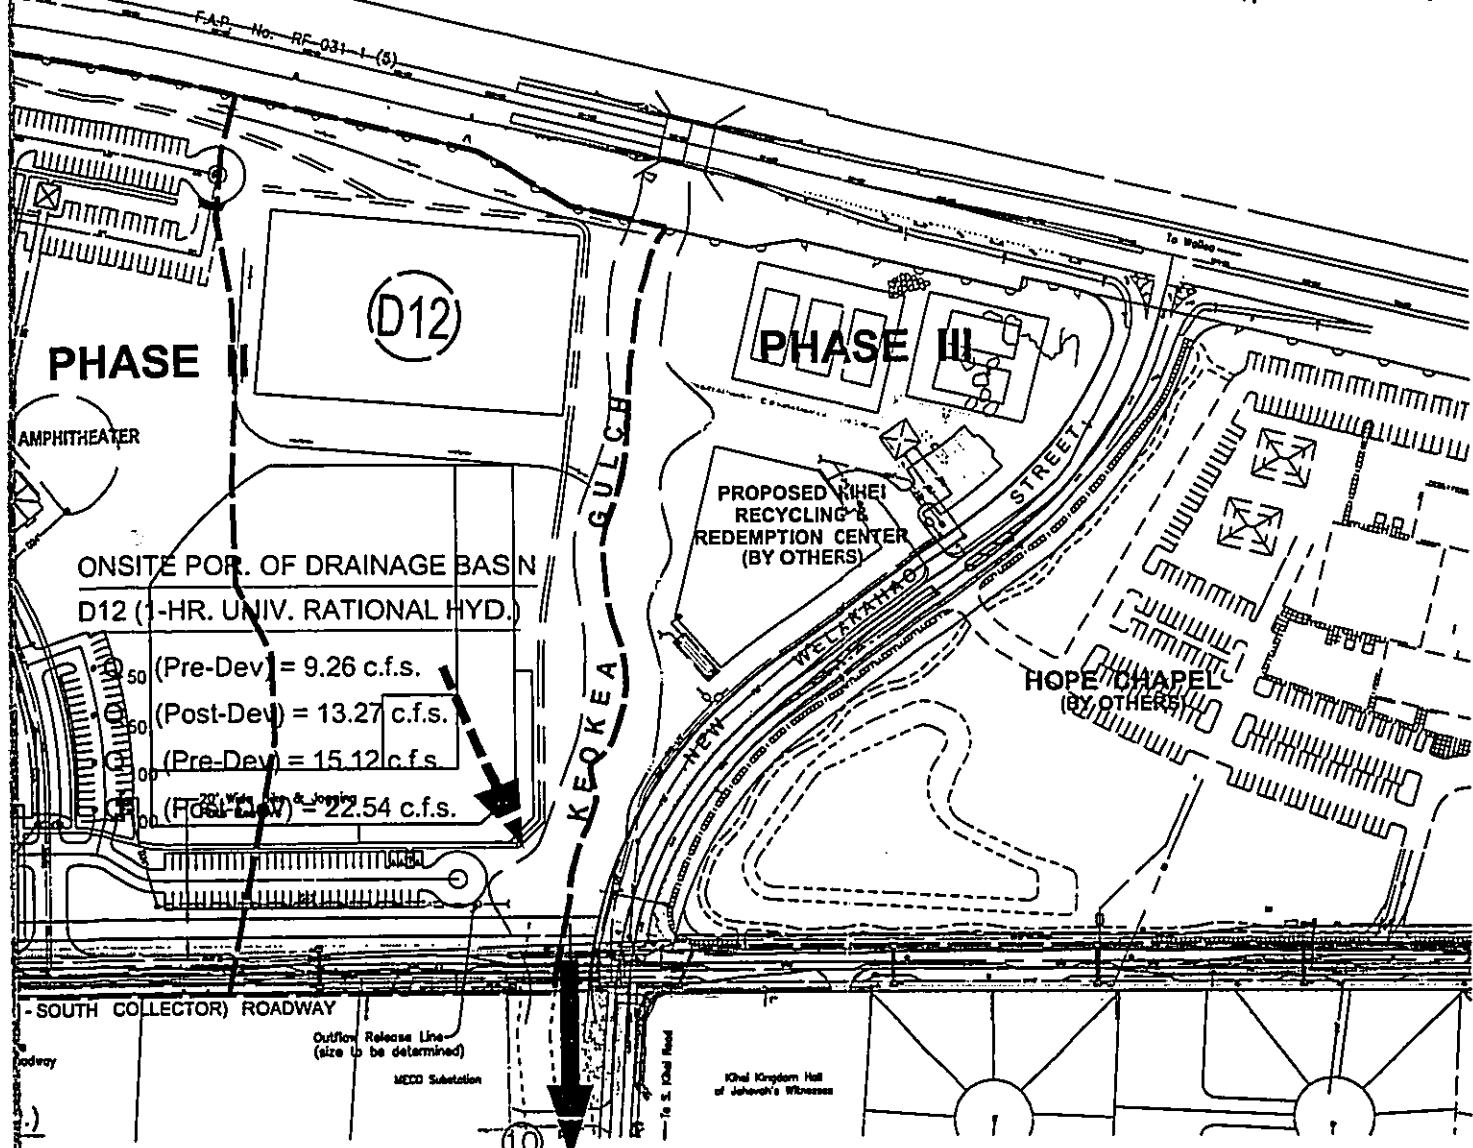 F.A.P. No. RF-031-1 (5)
To Wailea
D12
PHASE II
PHASE III
AMPHITHEATER
KEOKEA GULCH
PROPOSED KIHEI
RECYCLING &
REDEMPTION CENTER
(BY OTHERS)
NEW WELAKAHAO STREET
ONSITE POR. OF DRAINAGE BASIN
D12 (1-HR. UNIV. RATIONAL HYD.)
Q 50 (Pre-Dev) = 9.26 c.f.s.
Q 50 (Post-Dev) = 13.27 c.f.s.
(Pre-Dev) = 15.12 c.f.s.
(Post-Dev) = 22.54 c.f.s.
HOPE CHAPEL
(BY OTHERS)
- SOUTH COLLECTOR) ROADWAY
Outflow Release Line
(size to be determined)
MECO Substation
To S. Kihei Road
Kihei Kingdom Hall
of Jehovah's Witnesses
10